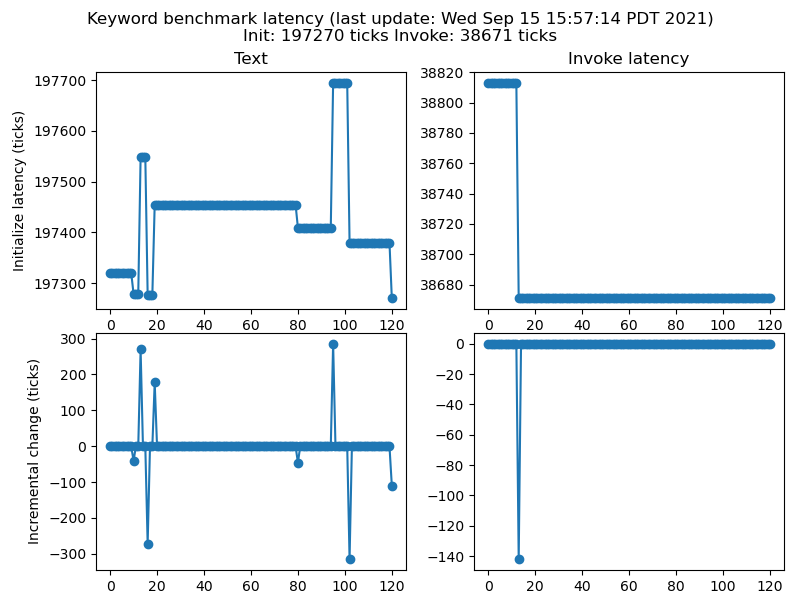 Keyword benchmark latency (last update: Wed Sep 15 15:57:14 PDT 2021)
Init: 197270 ticks Invoke: 38671 ticks
Text
Initialize latency (ticks)
197700
197600
197500
197400
197300
0 20 40 60 80 100 120
Invoke latency
38820
38800
38780
38760
38740
38720
38700
38680
0 20 40 60 80 100 120
Incremental change (ticks)
300
200
100
0
−100
−200
−300
0 20 40 60 80 100 120
0
−20
−40
−60
−80
−100
−120
−140
0 20 40 60 80 100 120